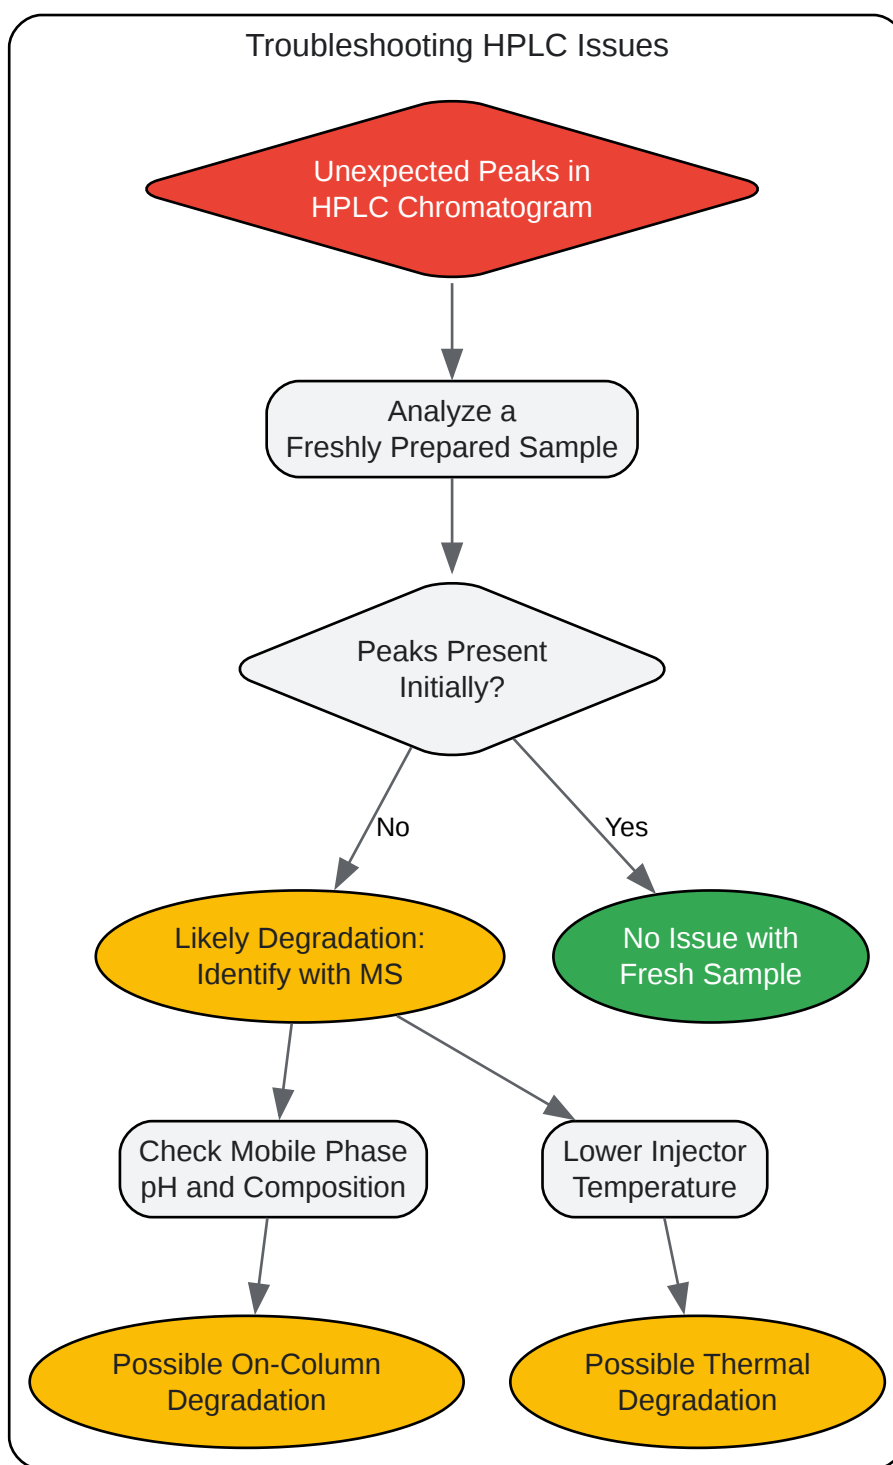 Troubleshooting HPLC Issues
Unexpected Peaks in
HPLC Chromatogram
Analyze a
Freshly Prepared Sample
Peaks Present
Initially?
No
Yes
Likely Degradation:
Identify with MS
No Issue with
Fresh Sample
Check Mobile Phase
pH and Composition
Lower Injector
Temperature
Possible On-Column
Degradation
Possible Thermal
Degradation